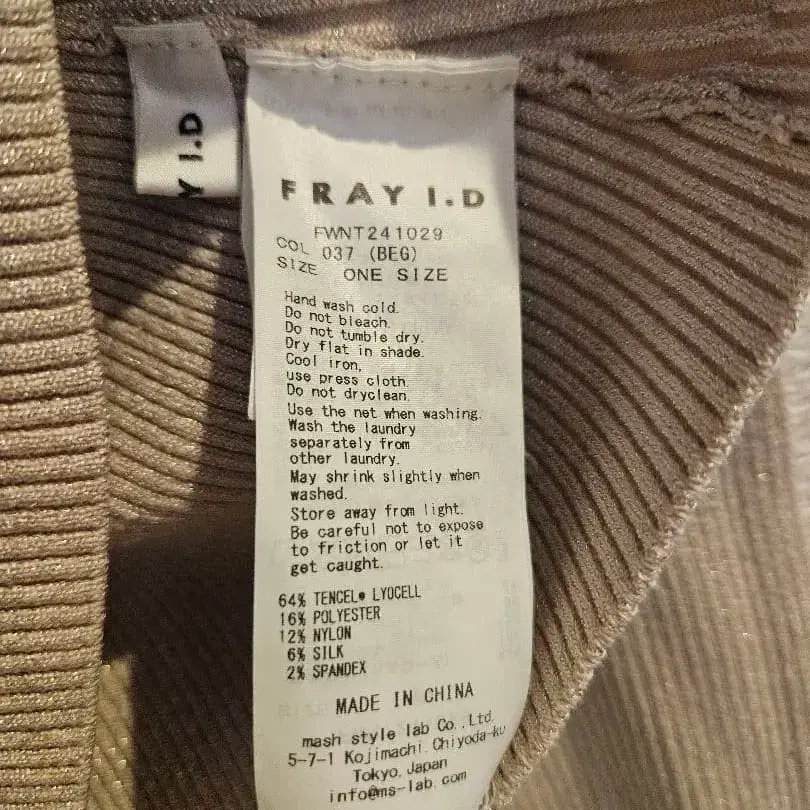 Y I.D
FRAY I.D
FWNT241029
COL 037 (BEG)
SIZE ONE SIZE
Hand wash cold.
Do not bleach.
Do not tumble dry.
Dry flat in shade.
Cool iron,
use press cloth.
Do not dryclean.
Use the net when washing.
Wash the laundry
separately from
other laundry.
May shrink slightly when
washed.
Store away from light.
Be careful not to expose
to friction or let it
get caught.
64% TENCEL® LYOCELL
16% POLYESTER
12% NYLON
6% SILK
2% SPANDEX
MADE IN CHINA
mash style lab Co.,Ltd.
5-7-1 Kojimachi.Chiyoda-ku
Tokyo.Japan
info@ms-lab.com